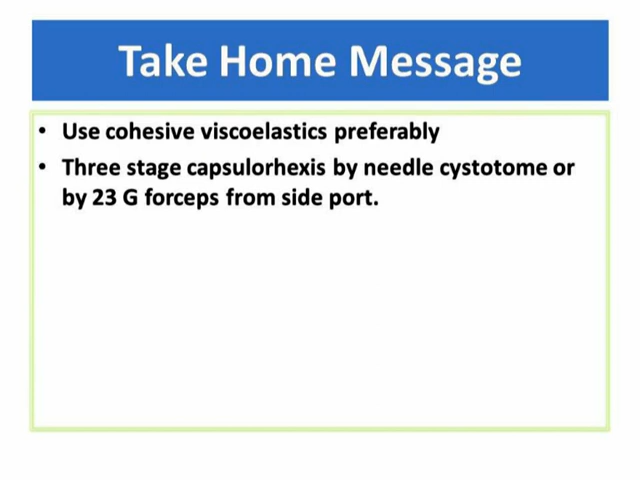 Take Home Message
• Use cohesive viscoelastics preferably
• Three stage capsulorhexis by needle cystotome or
by 23 G forceps from side port.